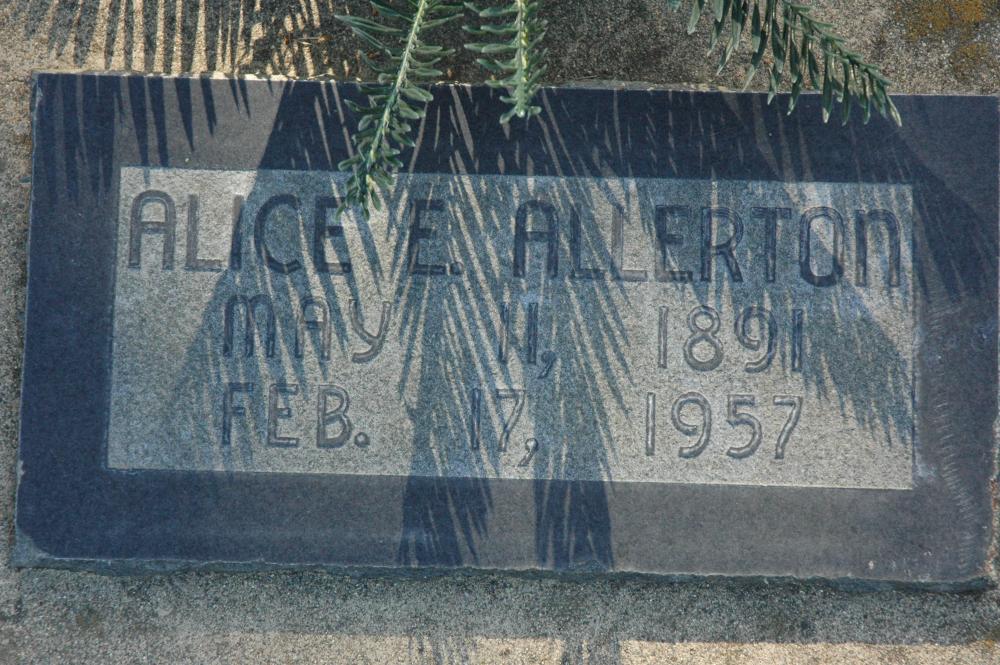 ALICE E. ALLERTON
MAY 11, 1891
FEB. 17, 1957